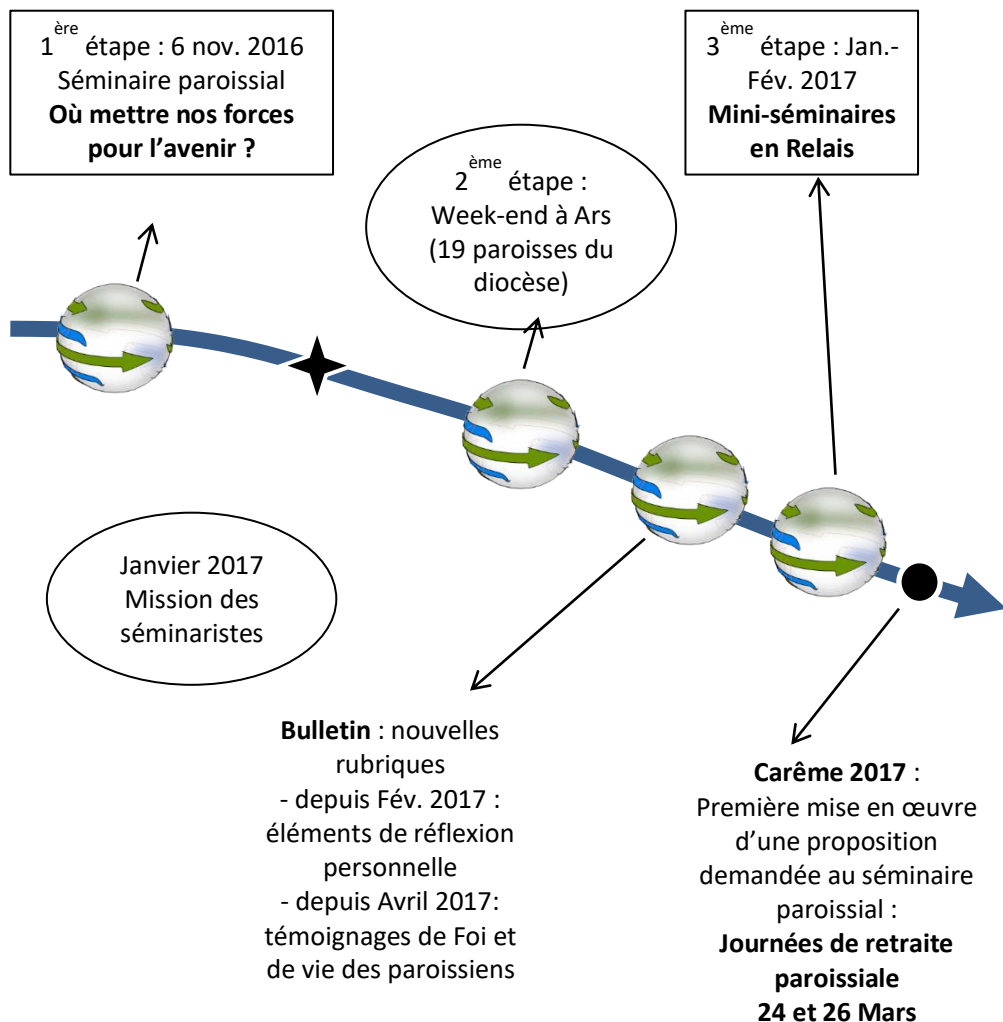 1ère étape : 6 nov. 2016
Séminaire paroissial
Où mettre nos forces
pour l'avenir ?
2ème étape :
Week-end à Ars
(19 paroisses du
diocèse)
3ème étape : Jan.-
Fév. 2017
Mini-séminaires
en Relais
Janvier 2017
Mission des
séminaristes
Bulletin : nouvelles
rubriques
- depuis Fév. 2017 :
éléments de réflexion
personnelle
- depuis Avril 2017:
témoignages de Foi et
de vie des paroissiens
Carême 2017 :
Première mise en œuvre
d'une proposition
demandée au séminaire
paroissial :
Journées de retraite
paroissiale
24 et 26 Mars